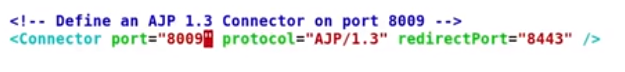 <!-- Define an AJP 1.3 Connector on port 8009 -->
<Connector port="8009" protocol="AJP/1.3" redirectPort="8443" />